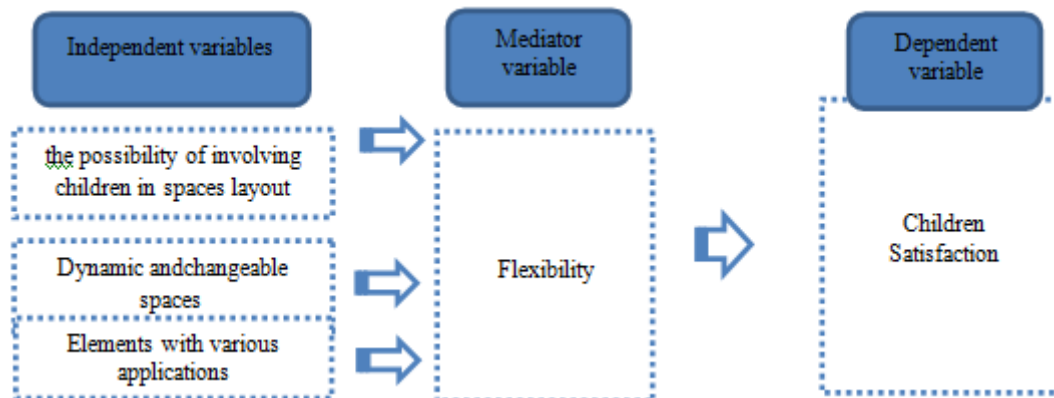 Independent variables
Mediator
variable
Dependent
variable
the possibility of involving
children in spaces layout
Dynamic andchangeable
spaces
Elements with various
applications
Flexibility
Children
Satisfaction